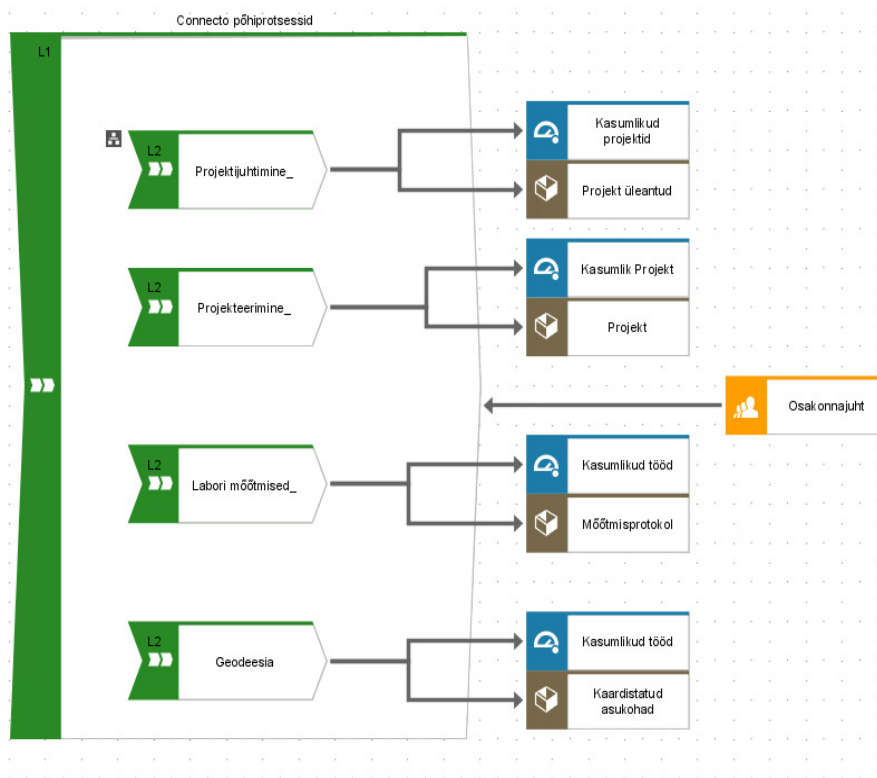 Connecto põhiprotsessid
L1
L2
Projektijuhtimine_
Kasumlikud
projektid
Projekt üleantud
L2
Projekteerimine_
Kasumlik Projekt
Projekt
Osakonnajuht
L2
Labori mõõtmised_
Kasumlikud tööd
Mõõtmisprotokol
L2
Geodeesia
Kasumlikud tööd
Kaardistatud
asukohad